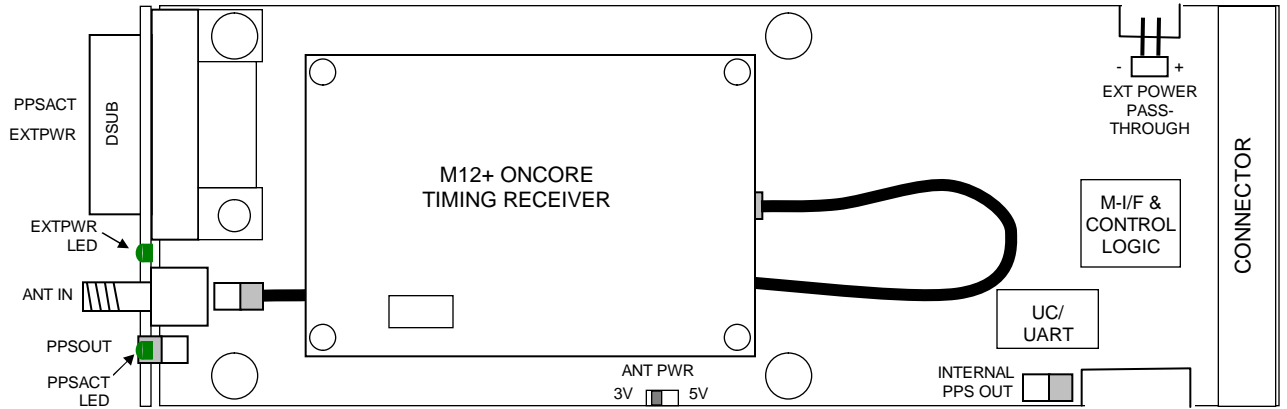 PPSACT
EXTPWR
DSUB
EXTPWR
LED
ANT IN
PPSOUT
PPSACT
LED
M12+ ONCORE
TIMING RECEIVER
ANT PWR
3V
5V
- +
EXT POWER
PASS-
THROUGH
M-I/F &
CONTROL
LOGIC
UC/
UART
INTERNAL
PPS OUT
CONNECTOR